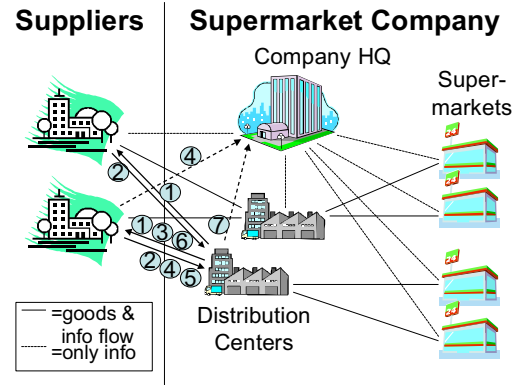 Suppliers
Supermarket Company
Company HQ
Super-
markets
④
②
①
①
③
⑥
⑦
②
④
⑤
Distribution
Centers
=goods &
info flow
=only info